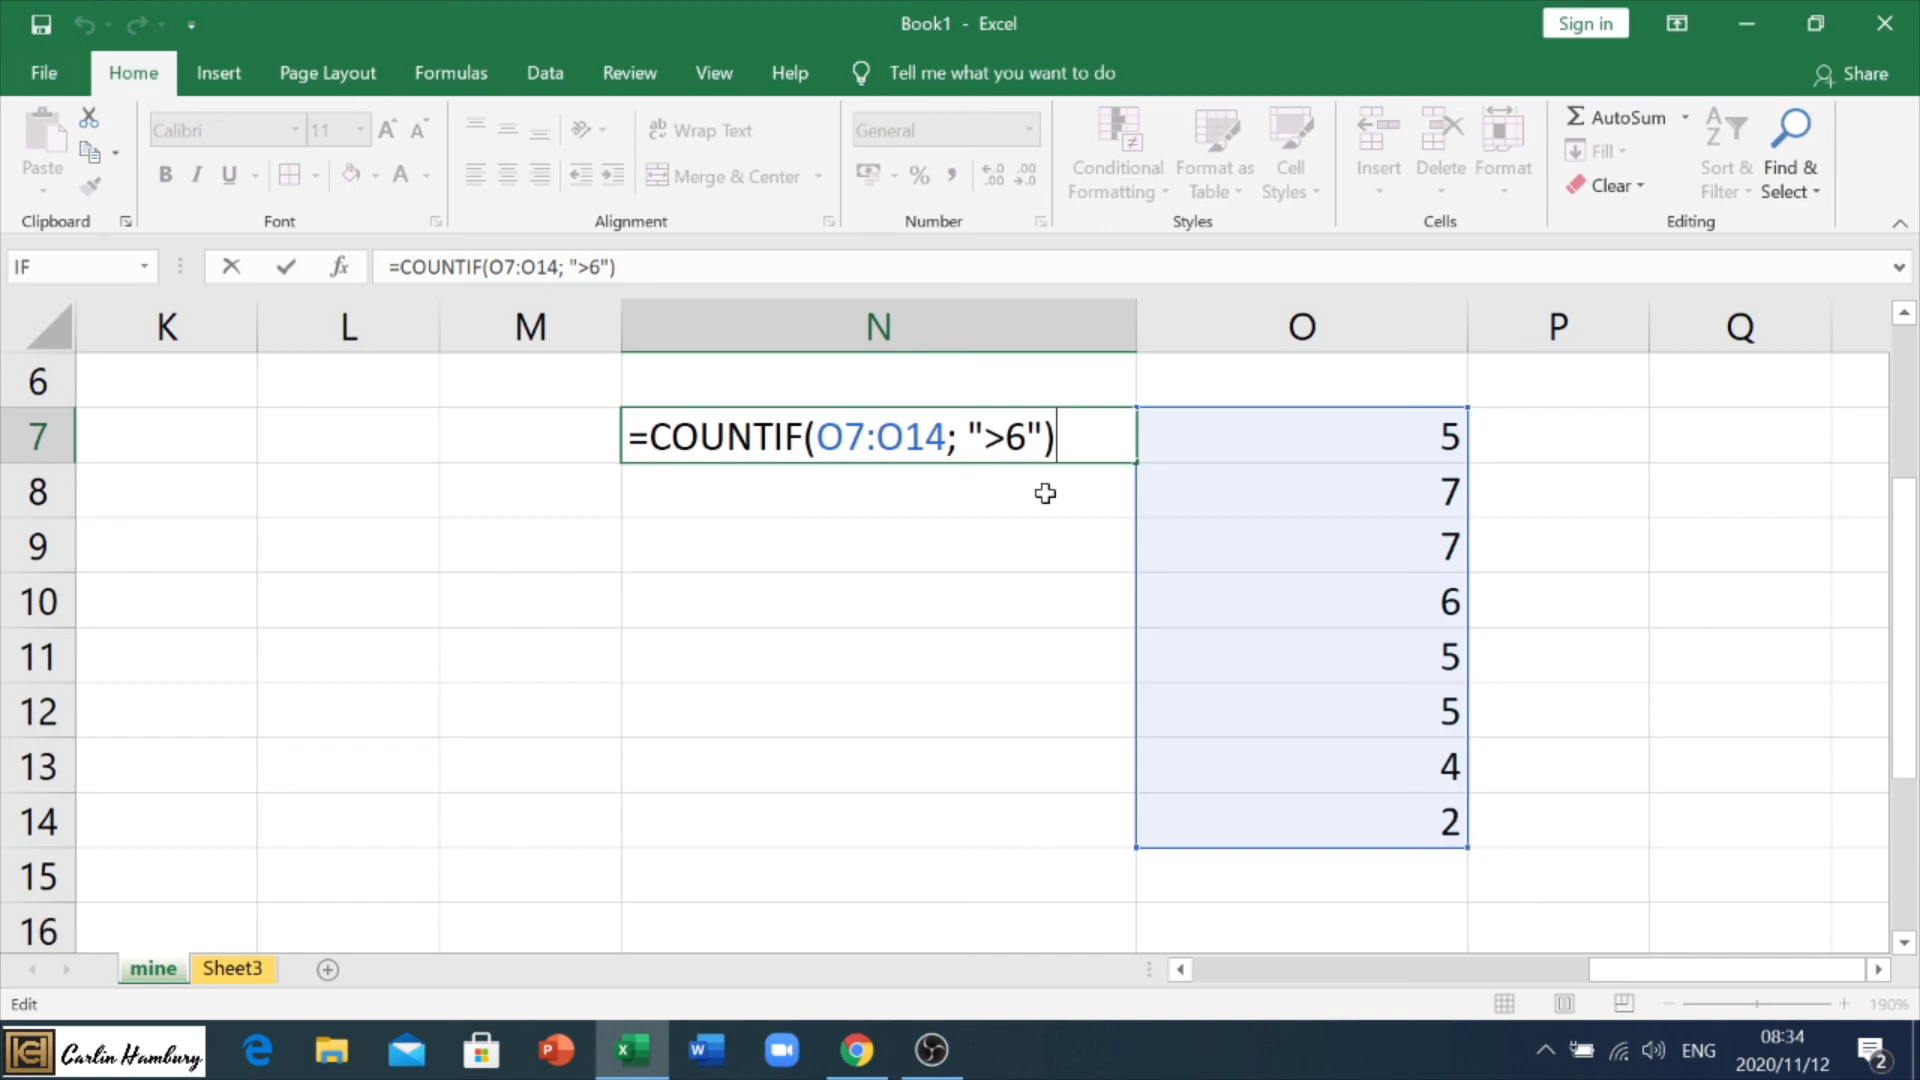 Book1 - Excel
Sign in
File Home Insert Page Layout Formulas Data Review View Help Tell me what you want to do Share
Paste
Clipboard
Calibri 11
B I U A
Font
ab Wrap Text
Merge & Center
Alignment
General
% , .00
Number
Conditional Formatting
Format as Table
Cell Styles
Styles
Insert Delete Format
Cells
Σ AutoSum
Fill
Clear
Sort & Filter
Find & Select
Editing
IF fx =COUNTIF(O7:O14; ">6")
K L M N O P Q
6
7 =COUNTIF(O7:O14; ">6") 5
8 7
9 7
10 6
11 5
12 5
13 4
14 2
15
16
mine Sheet3
Edit 190%
Carlin Hambury
ENG
08:34
2020/11/12
2